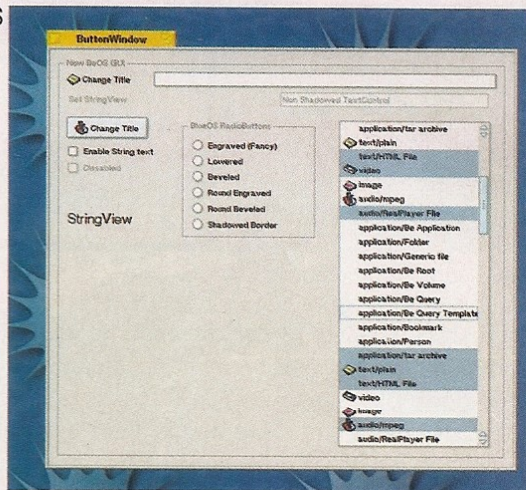 S
ButtonWindow
New BeOS GUI
Change Title
Set StringView
Non Shadowed TextControl
Change Title
Enable String text
Disabled
StringView
BlueOS RadioButtons
Engraved (Fancy)
Lowered
Beveled
Round Engraved
Round Beveled
Shadowed Border
application/tar archive
text/plain
text/HTML File
video
image
audio/mpeg
audio/RealPlayer File
application/Be Application
application/Folder
application/Generic file
application/Be Root
application/Be Volume
application/Be Query
application/Be Query Template
application/Bookmark
application/Person
application/tar archive
text/plain
text/HTML File
video
image
audio/mpeg
audio/RealPlayer File